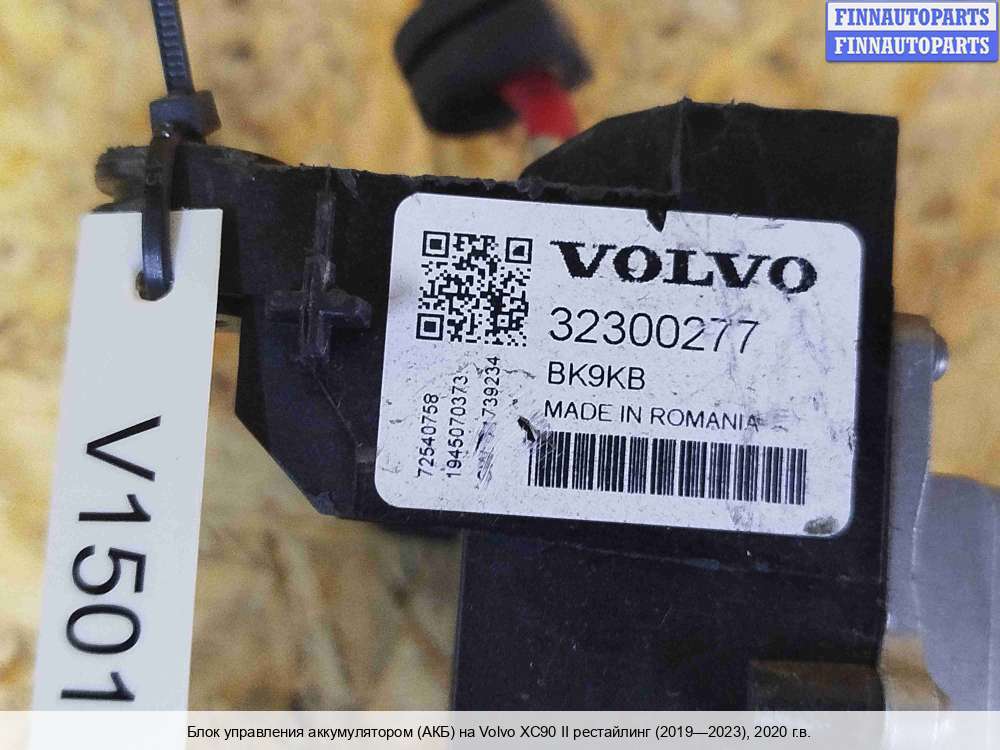 FINNAUTOPARTS
FINNAUTOPARTS
VOLVO
32300277
BK9KB
MADE IN ROMANIA
72540758
1945070373
739234
V1501
Блок управления аккумулятором (АКБ) на Volvo XC90 II рестайлинг (2019—2023), 2020 г.в.